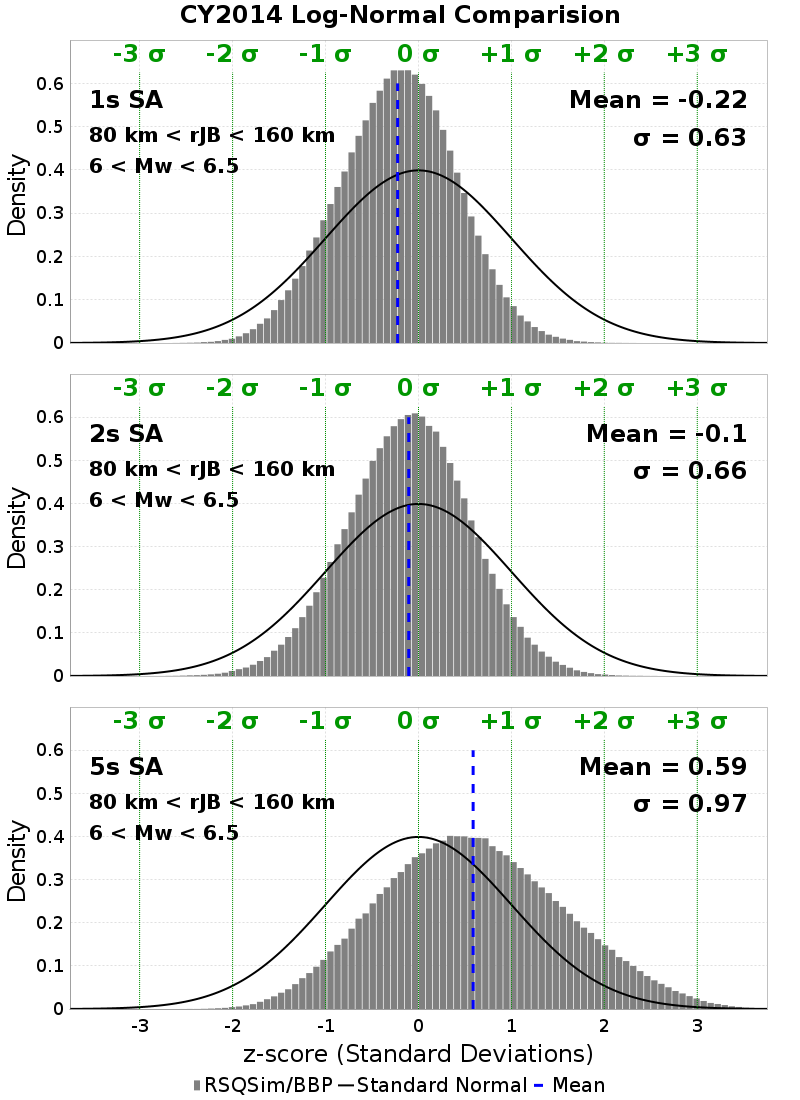 CY2014 Log-Normal Comparision
-3 σ -2 σ -1 σ 0 σ +1 σ +2 σ +3 σ
0.6
0.5
0.4
0.3
0.2
0.1
0
Density
1s SA
80 km < rJB < 160 km
6 < Mw < 6.5
Mean = -0.22
σ = 0.63
-3 σ -2 σ -1 σ 0 σ +1 σ +2 σ +3 σ
0.6
0.5
0.4
0.3
0.2
0.1
0
Density
2s SA
80 km < rJB < 160 km
6 < Mw < 6.5
Mean = -0.1
σ = 0.66
-3 σ -2 σ -1 σ 0 σ +1 σ +2 σ +3 σ
0.6
0.5
0.4
0.3
0.2
0.1
0
Density
5s SA
80 km < rJB < 160 km
6 < Mw < 6.5
Mean = 0.59
σ = 0.97
-3 -2 -1 0 1 2 3
z-score (Standard Deviations)
RSQSim/BBP Standard Normal Mean